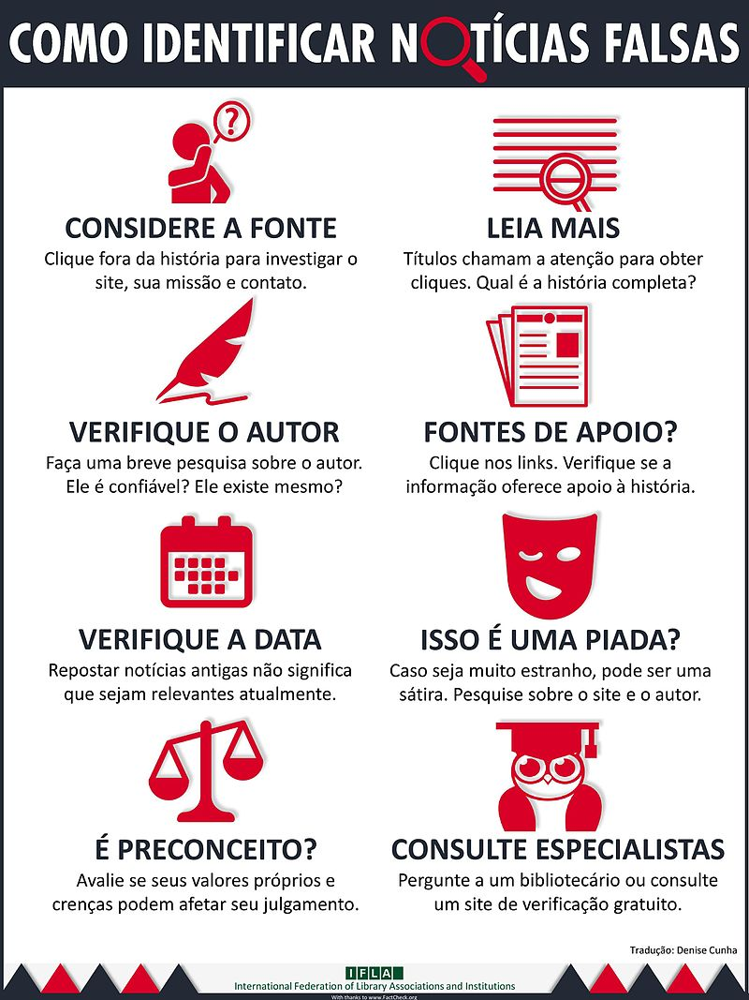 COMO IDENTIFICAR NOTÍCIAS FALSAS
?
CONSIDERE A FONTE
Clique fora da história para investigar o
site, sua missão e contato.
LEIA MAIS
Títulos chamam a atenção para obter
cliques. Qual é a história completa?
VERIFIQUE O AUTOR
Faça uma breve pesquisa sobre o autor.
Ele é confiável? Ele existe mesmo?
FONTES DE APOIO?
Clique nos links. Verifique se a
informação oferece apoio à história.
VERIFIQUE A DATA
Repostar notícias antigas não significa
que sejam relevantes atualmente.
ISSO É UMA PIADA?
Caso seja muito estranho, pode ser uma
sátira. Pesquise sobre o site e o autor.
É PRECONCEITO?
Avalie se seus valores próprios e
crenças podem afetar seu julgamento.
CONSULTE ESPECIALISTAS
Pergunte a um bibliotecário ou consulte
um site de verificação gratuito.
Tradução: Denise Cunha
IFLA
International Federation of Library Associations and Institutions
With thanks to www.FactCheck.org